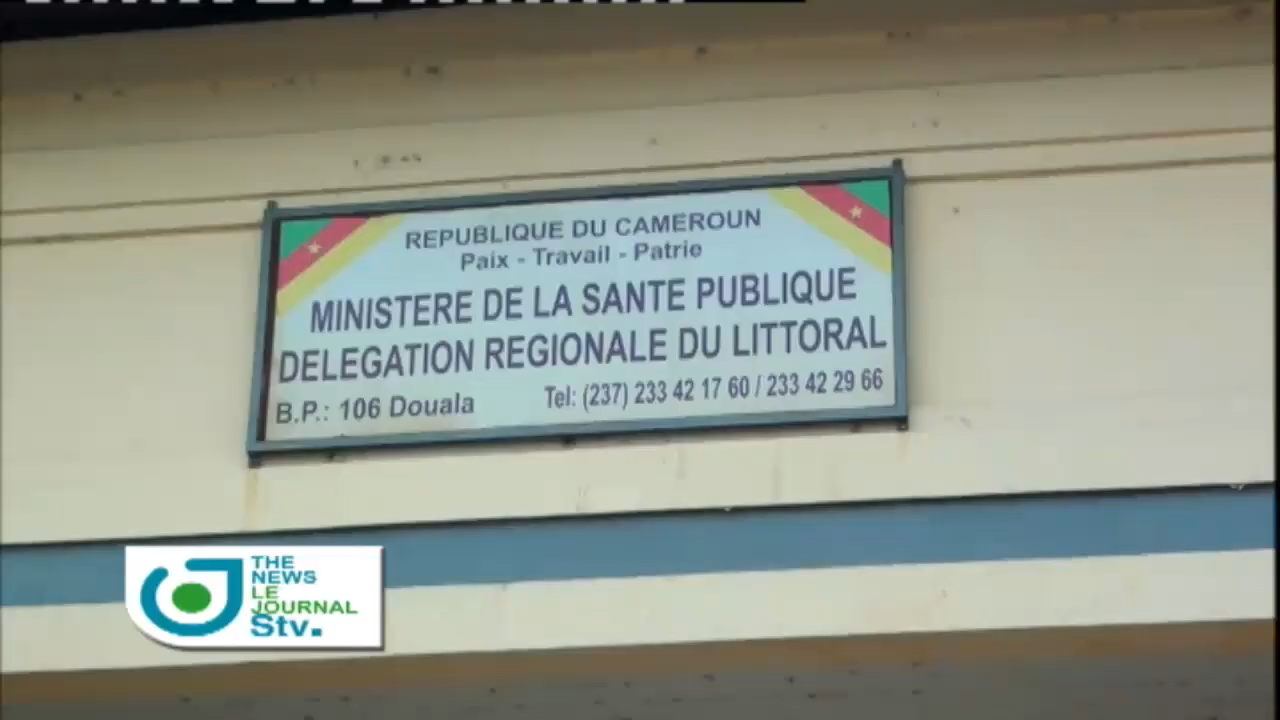 REPUBLIQUE DU CAMEROUN
Paix - Travail - Patrie
MINISTERE DE LA SANTE PUBLIQUE
DELEGATION REGIONALE DU LITTORAL
B.P.: 106 Douala Tel: (237) 233 42 17 60 / 233 42 29 66
THE
NEWS
LE
JOURNAL
Stv.